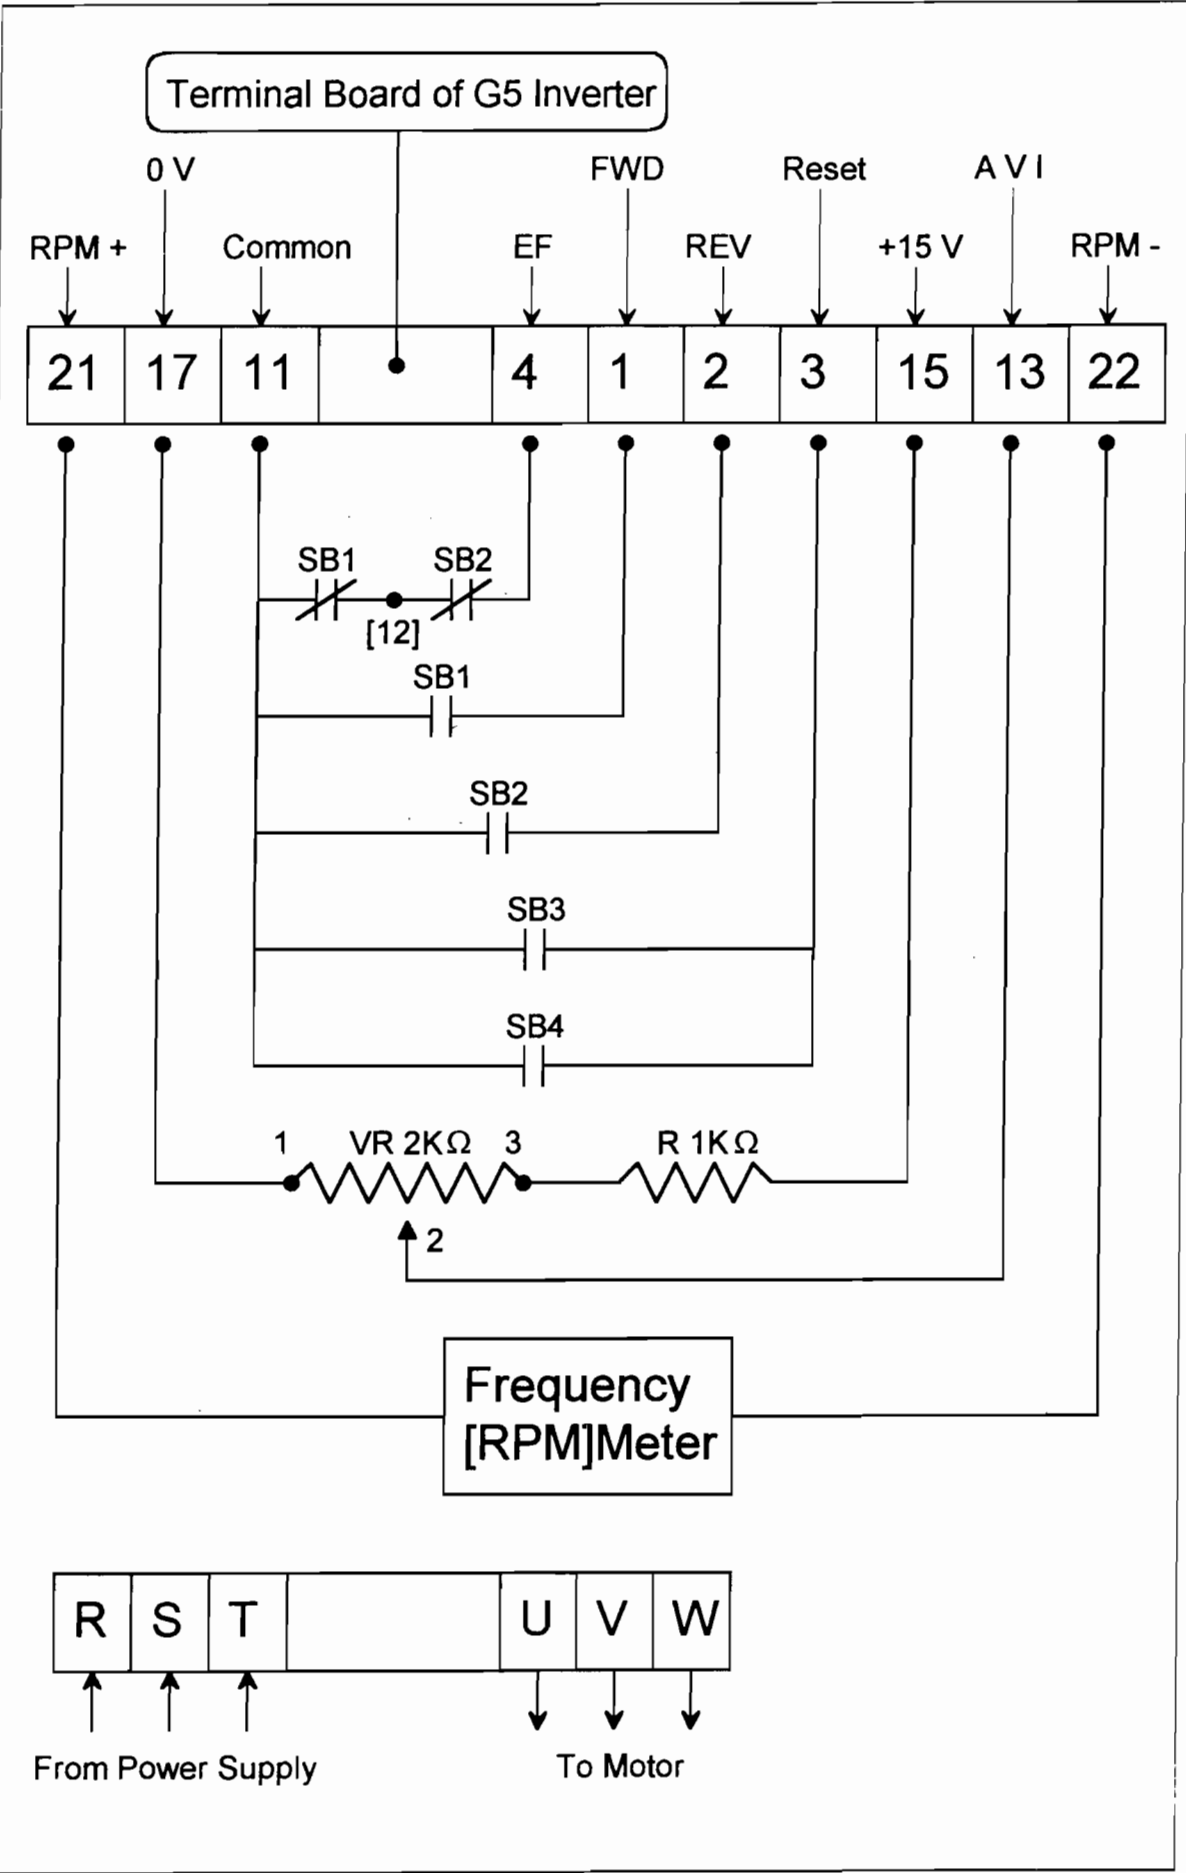 Terminal Board of G5 Inverter
0 V
FWD
Reset
A V I
RPM +
Common
EF
REV
+15 V
RPM -
21 17 11 4 1 2 3 15 13 22
SB1 SB2
[12]
SB1
SB2
SB3
SB4
1 VR 2KΩ 3 R 1KΩ
2
Frequency
[RPM]Meter
R S T U V W
From Power Supply To Motor